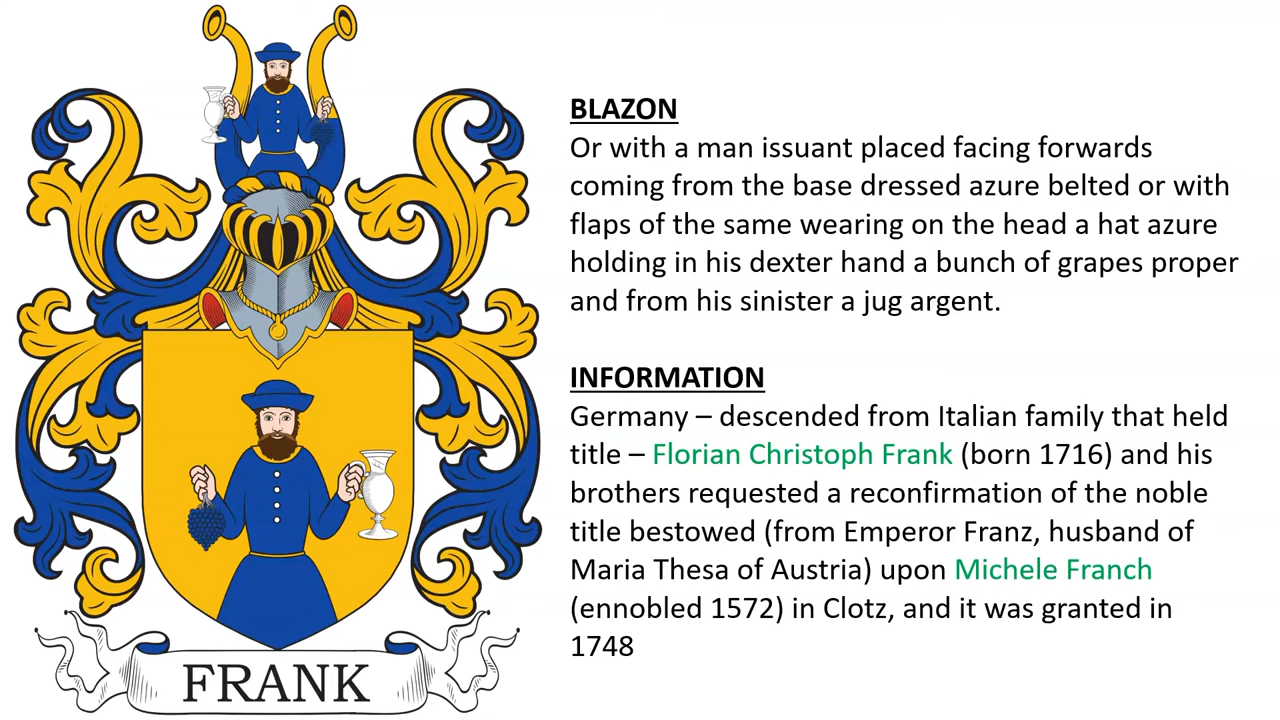 BLAZON
Or with a man issuant placed facing forwards
coming from the base dressed azure belted or with
flaps of the same wearing on the head a hat azure
holding in his dexter hand a bunch of grapes proper
and from his sinister a jug argent.
INFORMATION
Germany – descended from Italian family that held
title – Florian Christoph Frank (born 1716) and his
brothers requested a reconfirmation of the noble
title bestowed (from Emperor Franz, husband of
Maria Thesa of Austria) upon Michele Franch
(ennobled 1572) in Clotz, and it was granted in
1748
FRANK